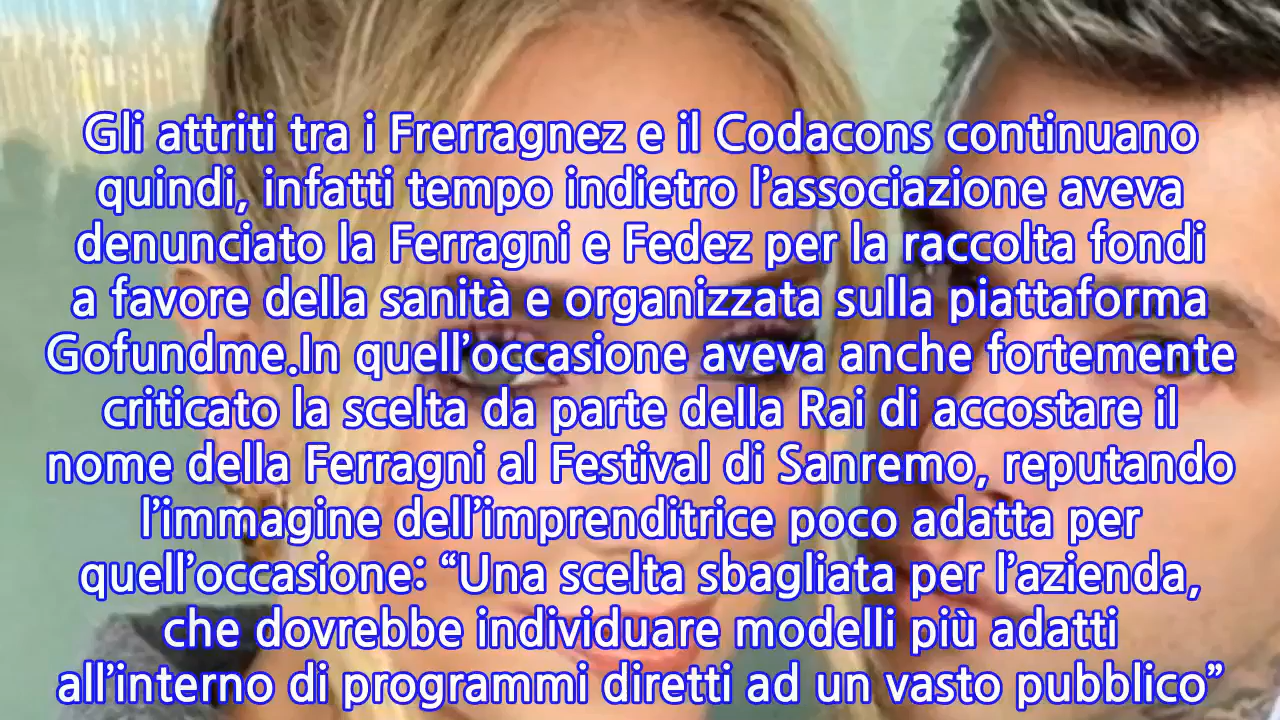 Gli attriti tra i Frerragnez e il Codacons continuano
quindi, infatti tempo indietro l’associazione aveva
denunciato la Ferragni e Fedez per la raccolta fondi
a favore della sanità e organizzata sulla piattaforma
Gofundme.In quell’occasione aveva anche fortemente
criticato la scelta da parte della Rai di accostare il
nome della Ferragni al Festival di Sanremo, reputando
l’immagine dell’imprenditrice poco adatta per
quell’occasione: “Una scelta sbagliata per l’azienda,
che dovrebbe individuare modelli più adatti
all’interno di programmi diretti ad un vasto pubblico”